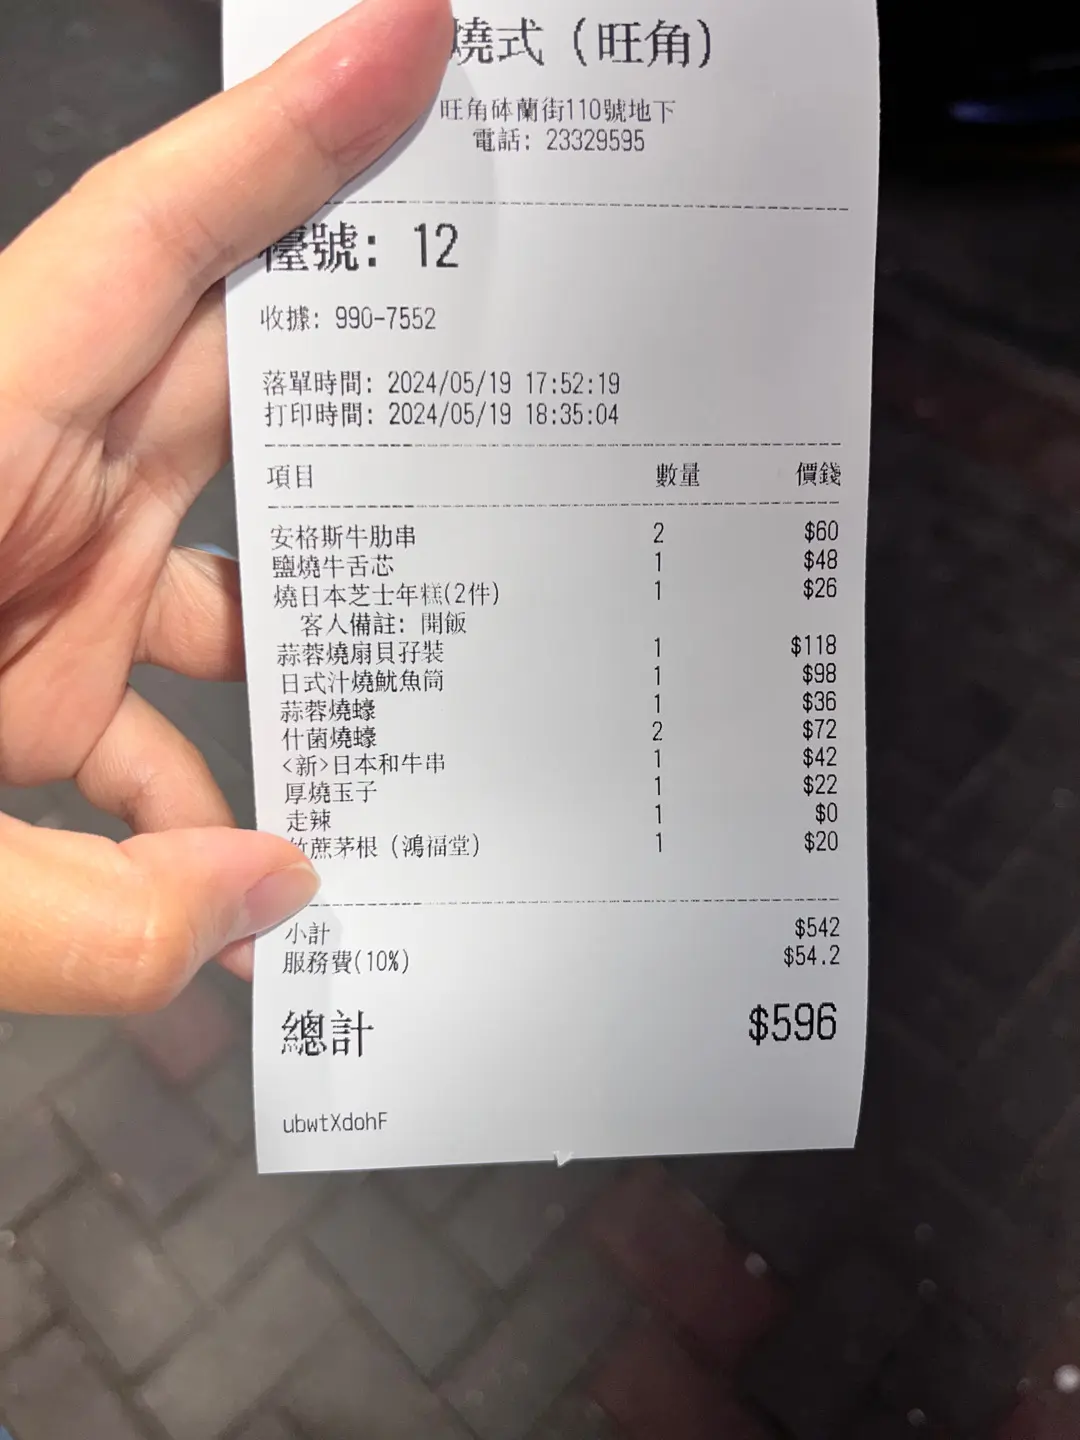 燒式（旺角）
旺角砵蘭街110號地下
電話: 23329595
檯號: 12
收據: 990-7552
落單時間: 2024/05/19 17:52:19
打印時間: 2024/05/19 18:35:04
項目 數量 價錢
安格斯牛肋串 2 $60
鹽燒牛舌芯 1 $48
燒日本芝士年糕(2件) 1 $26
客人備註: 開飯
蒜蓉燒扇貝孖裝 1 $118
日式汁燒魷魚筒 1 $98
蒜蓉燒蠔 1 $36
什菌燒蠔 2 $72
<新>日本和牛串 1 $42
厚燒玉子 1 $22
走辣 1 $0
竹蔗茅根（鴻福堂） 1 $20
小計 $542
服務費(10%) $54.2
總計 $596
ubwtXdohF